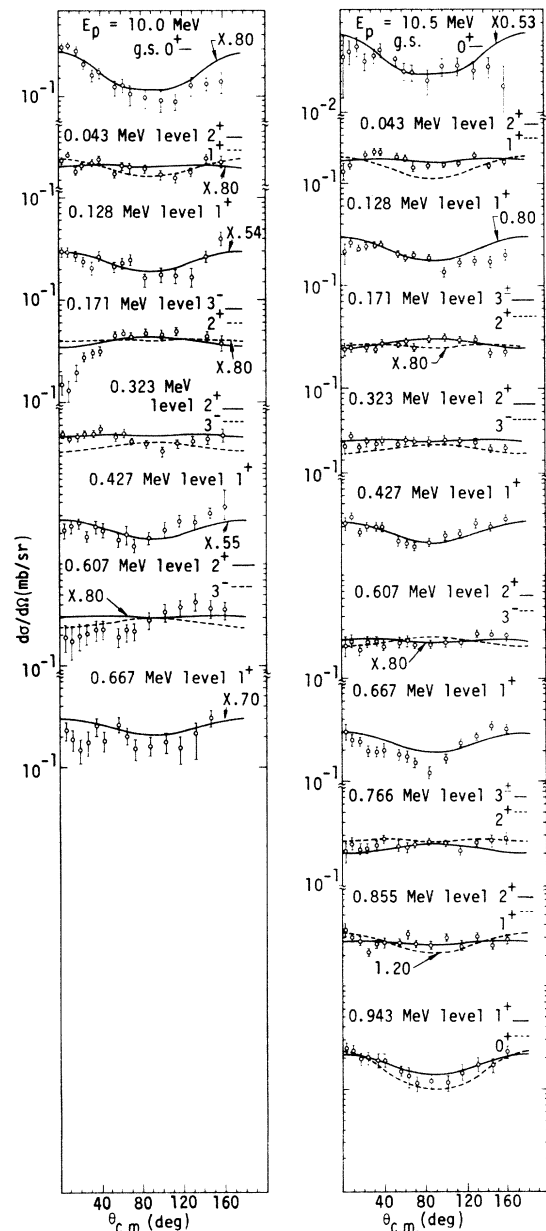 E_p = 10.0 MeV
g.s. 0⁺—
X.80
10⁻¹
0.043 MeV level 2⁺—
1⁺---
X.80
10⁻¹
0.128 MeV level 1⁺
X.54
10⁻¹
0.171 MeV level 3⁻—
2⁺---
X.80
10⁻¹
0.323 MeV
level 2⁺—
3⁻---
0.427 MeV level 1⁺
X.55
0.607 MeV level 2⁺—
3⁻---
X.80
10⁻¹
0.667 MeV level 1⁺
X.70
10⁻¹
dσ/dΩ(mb/sr)
40 120
θc.m.(deg)
E_p = 10.5 MeV
X0.53
g.s. 0⁺—
10⁻²
0.043 MeV level 2⁺—
1⁺---
10⁻¹
0.128 MeV level 1⁺
0.80
10⁻¹
0.171 MeV level 3±—
2⁺---
X.80
10⁻¹
0.323 MeV level 2⁺—
3⁻---
10⁻¹
0.427 MeV level 1⁺
0.607 MeV level 2⁺—
3⁻---
X.80
10⁻¹
0.667 MeV level 1⁺
10⁻¹
0.766 MeV level 3±—
2⁺---
10⁻¹
0.855 MeV level 2⁺—
1⁺---
1.20
0.943 MeV level 1⁺—
0⁺---
40 120
θc.m.(deg)